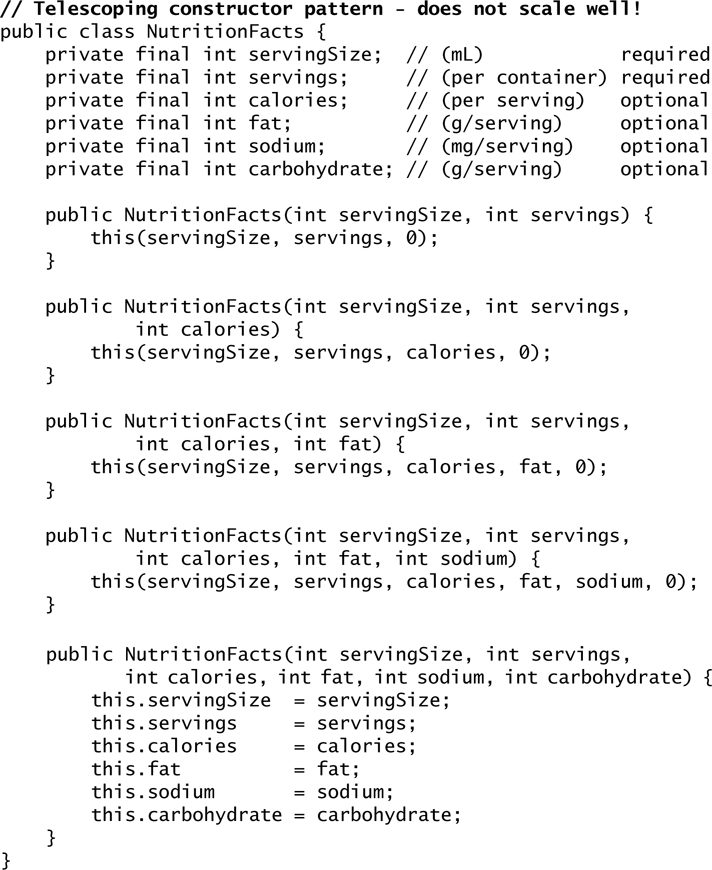 // Telescoping constructor pattern - does not scale well!
public class NutritionFacts {
    private final int servingSize;  // (mL)            required
    private final int servings;     // (per container) required
    private final int calories;     // (per serving)   optional
    private final int fat;          // (g/serving)     optional
    private final int sodium;       // (mg/serving)    optional
    private final int carbohydrate; // (g/serving)     optional

    public NutritionFacts(int servingSize, int servings) {
        this(servingSize, servings, 0);
    }

    public NutritionFacts(int servingSize, int servings,
            int calories) {
        this(servingSize, servings, calories, 0);
    }

    public NutritionFacts(int servingSize, int servings,
            int calories, int fat) {
        this(servingSize, servings, calories, fat, 0);
    }

    public NutritionFacts(int servingSize, int servings,
            int calories, int fat, int sodium) {
        this(servingSize, servings, calories, fat, sodium, 0);
    }

    public NutritionFacts(int servingSize, int servings,
           int calories, int fat, int sodium, int carbohydrate) {
        this.servingSize  = servingSize;
        this.servings     = servings;
        this.calories     = calories;
        this.fat          = fat;
        this.sodium       = sodium;
        this.carbohydrate = carbohydrate;
    }
}